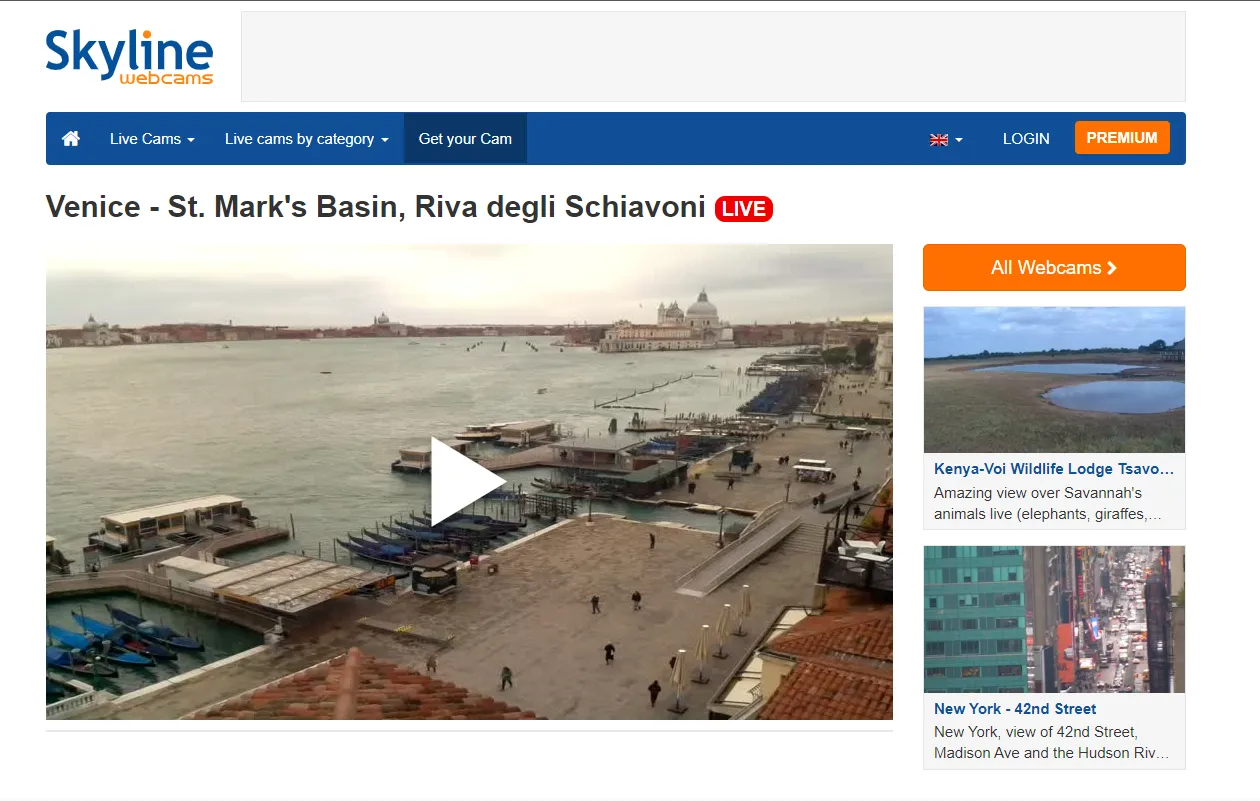 Skyline
webcams
Live Cams
Live cams by category
Get your Cam
LOGIN
PREMIUM
Venice - St. Mark's Basin, Riva degli Schiavoni LIVE
All Webcams
Kenya-Voi Wildlife Lodge Tsavo...
Amazing view over Savannah's
animals live (elephants, giraffes,...
New York - 42nd Street
New York, view of 42nd Street,
Madison Ave and the Hudson Riv...